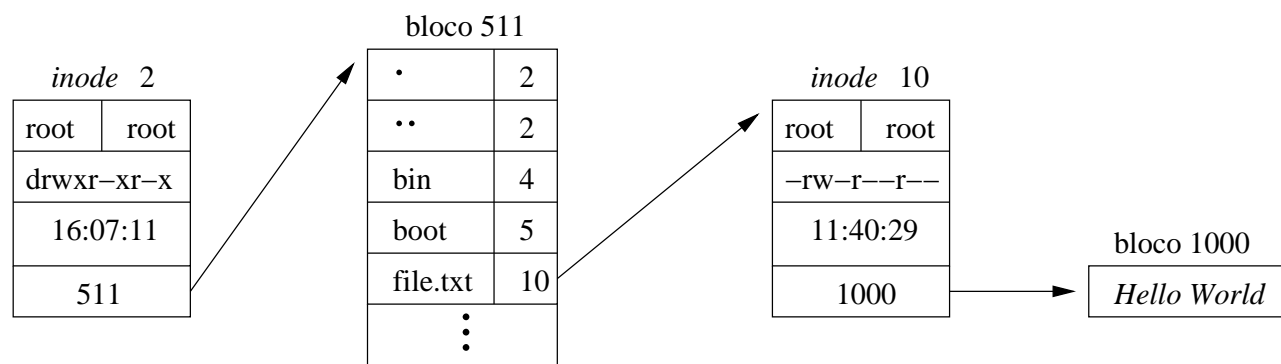 inode 2
root root
drwxr–xr–x
16:07:11
511
bloco 511
. 2
.. 2
bin 4
boot 5
file.txt 10
⋮
inode 10
root root
–rw–r––r––
11:40:29
1000
bloco 1000
Hello World